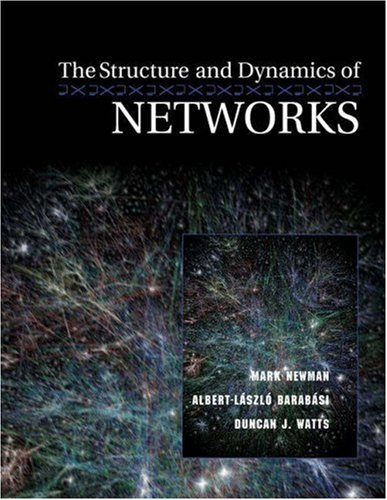 The Structure and Dynamics of
NETWORKS
MARK NEWMAN
ALBERT-LÁSZLÓ BARABÁSI
DUNCAN J. WATTS